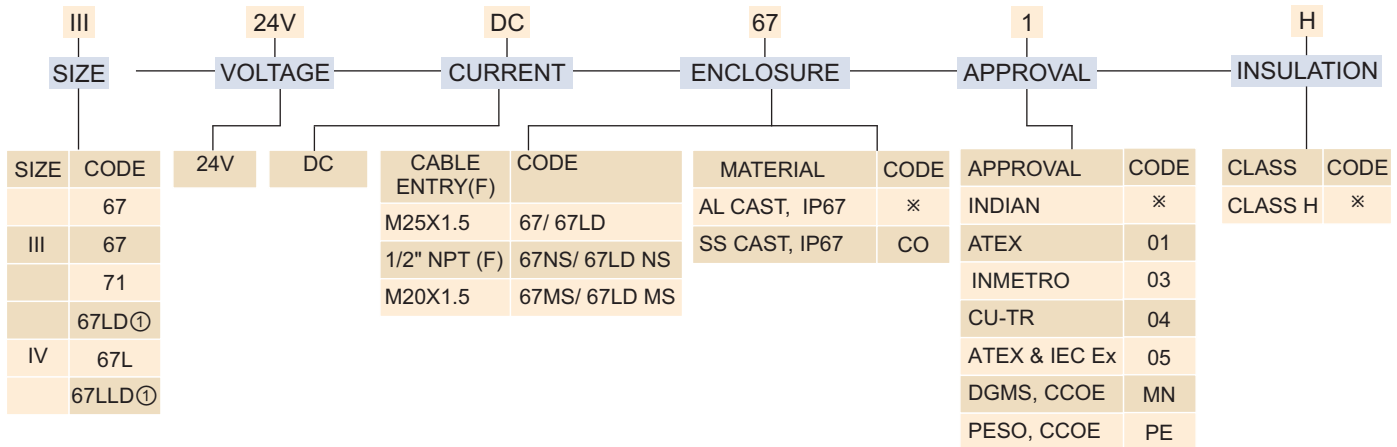 III 24V DC 67 1 H
SIZE VOLTAGE CURRENT ENCLOSURE APPROVAL INSULATION
SIZE CODE
67
III 67
71
67LD①
IV 67L
67LLD①
24V
DC
CABLE CODE
ENTRY(F)
M25X1.5 67/ 67LD
1/2" NPT (F) 67NS/ 67LD NS
M20X1.5 67MS/ 67LD MS
MATERIAL CODE
AL CAST, IP67 ※
SS CAST, IP67 CO
APPROVAL CODE
INDIAN ※
ATEX 01
INMETRO 03
CU-TR 04
ATEX & IEC Ex 05
DGMS, CCOE MN
PESO, CCOE PE
CLASS CODE
CLASS H ※